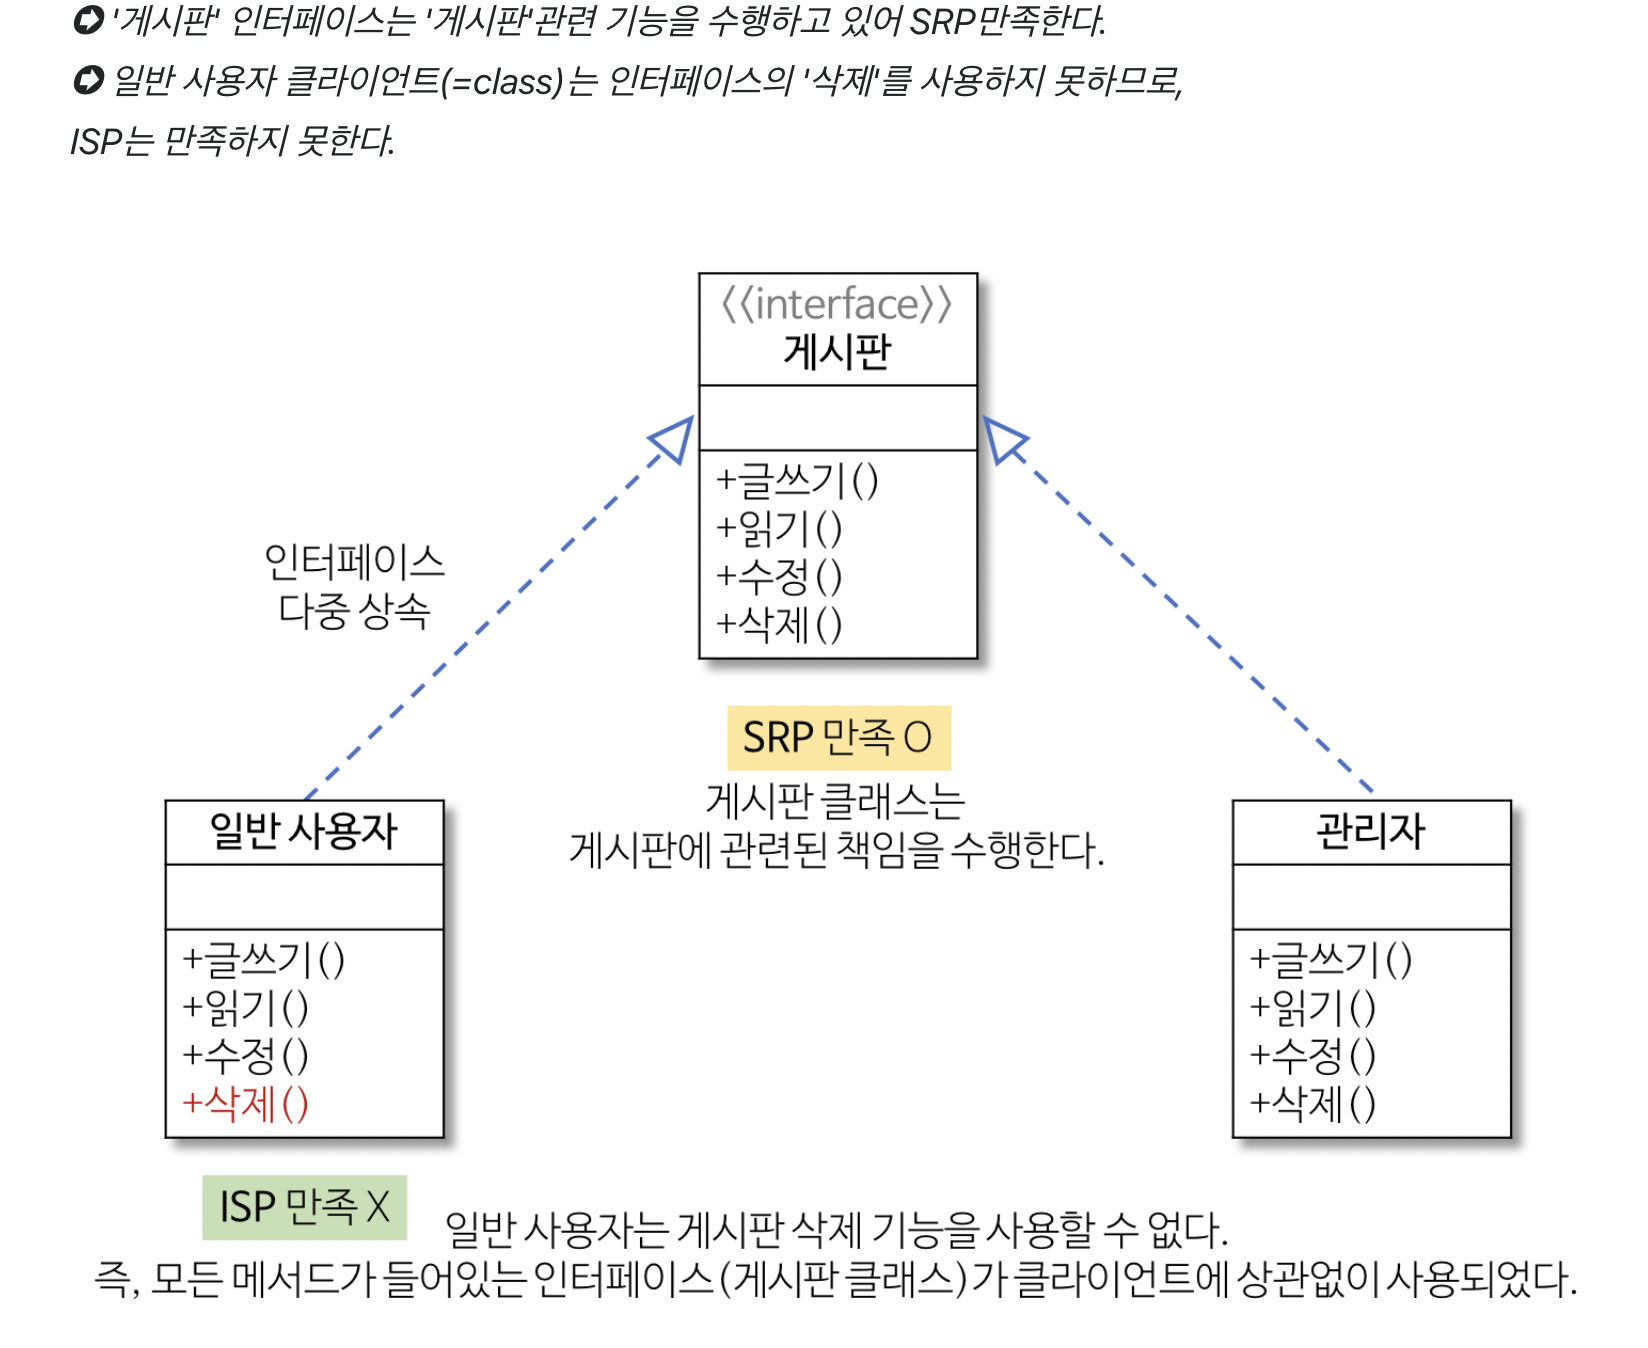 ➲ '게시판' 인터페이스는 '게시판'관련 기능을 수행하고 있어 SRP만족한다.
➲ 일반 사용자 클라이언트(=class)는 인터페이스의 '삭제'를 사용하지 못하므로,
ISP는 만족하지 못한다.
〈〈interface〉〉
게시판
+글쓰기()
+읽기()
+수정()
+삭제()
인터페이스
다중 상속
SRP 만족 O
게시판 클래스는
게시판에 관련된 책임을 수행한다.
일반 사용자
+글쓰기()
+읽기()
+수정()
+삭제()
관리자
+글쓰기()
+읽기()
+수정()
+삭제()
ISP 만족 X
일반 사용자는 게시판 삭제 기능을 사용할 수 없다.
즉, 모든 메서드가 들어있는 인터페이스(게시판 클래스)가 클라이언트에 상관없이 사용되었다.